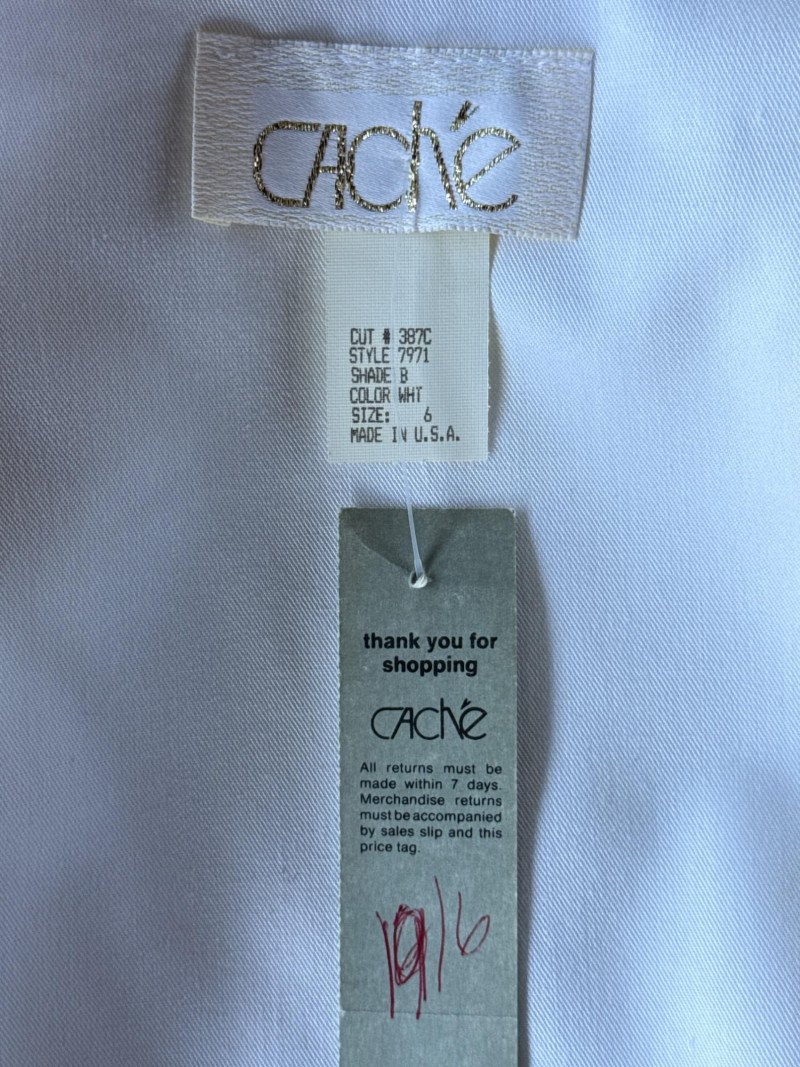 CAChé
CUT # 387C
STYLE 7971
SHADE B
COLOR WHT
SIZE: 6
MADE IN U.S.A.
thank you for
shopping
CAChé
All returns must be
made within 7 days.
Merchandise returns
must be accompanied
by sales slip and this
price tag.